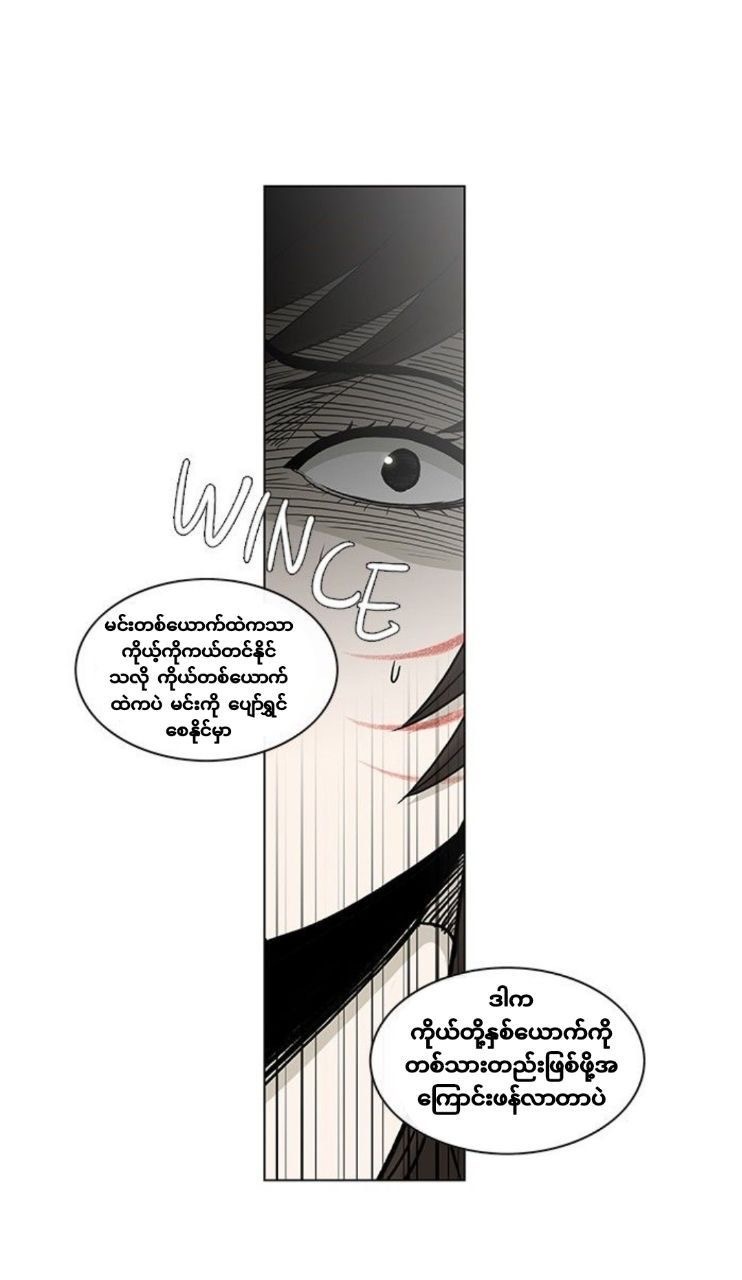 WINCE
မင်းတစ်ယောက်ထဲကသာ
ကိုယ့်ကိုကယ်တင်နိုင်
သလို ကိုယ်တစ်ယောက်
ထဲကပဲ မင်းကို ပျော်ရွှင်
စေနိုင်မှာ
ဒါက
ကိုယ်တို့နှစ်ယောက်ကို
တစ်သားတည်းဖြစ်ဖို့အ
ကြောင်းဖန်လာတာပဲ